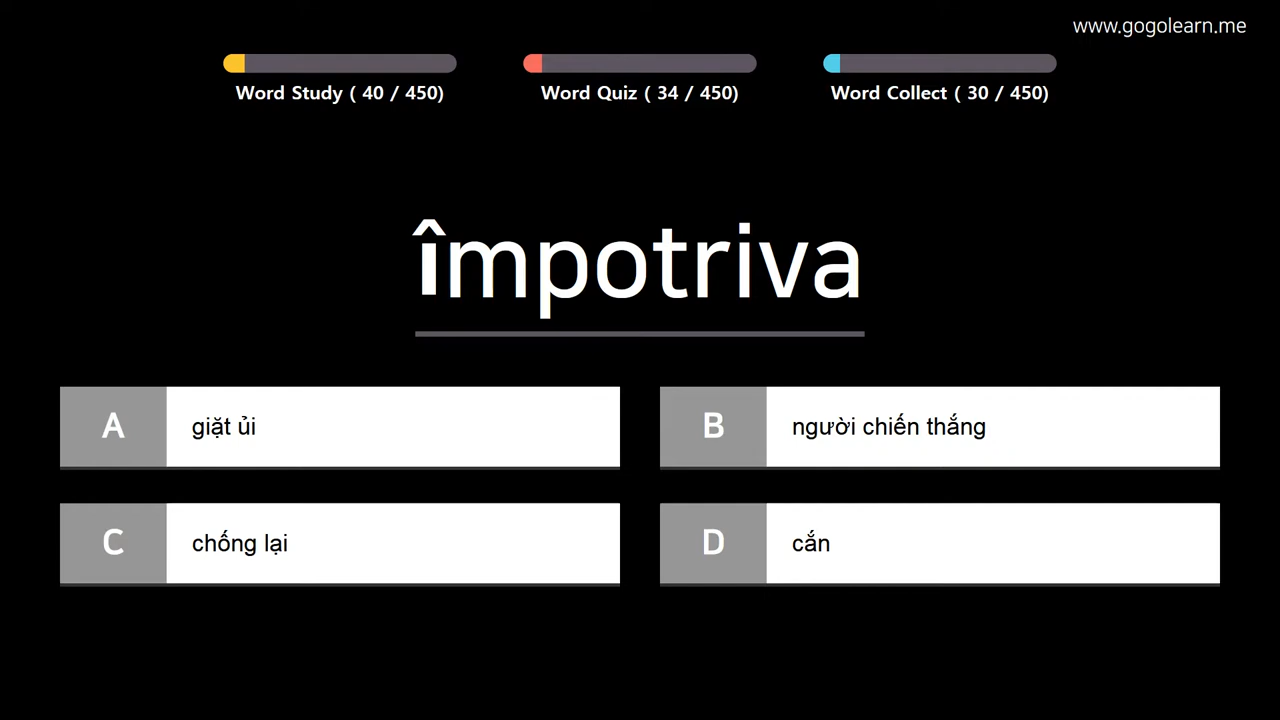 www.gogolearn.me
Word Study ( 40 / 450)
Word Quiz ( 34 / 450)
Word Collect ( 30 / 450)
împotriva
A
giặt ủi
B
người chiến thắng
C
chống lại
D
cắn